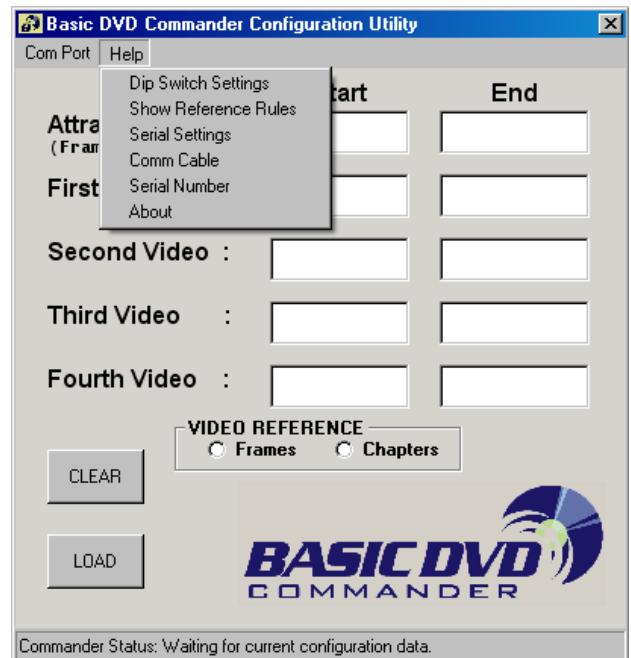 Basic DVD Commander Configuration Utility
Com Port Help
Dip Switch Settings
Show Reference Rules
Serial Settings
Comm Cable
Serial Number
About
tart End
Attra
(Fram
First
Second Video :
Third Video :
Fourth Video :
VIDEO REFERENCE
Frames Chapters
CLEAR
LOAD
BASIC DVD
COMMANDER
Commander Status: Waiting for current configuration data.